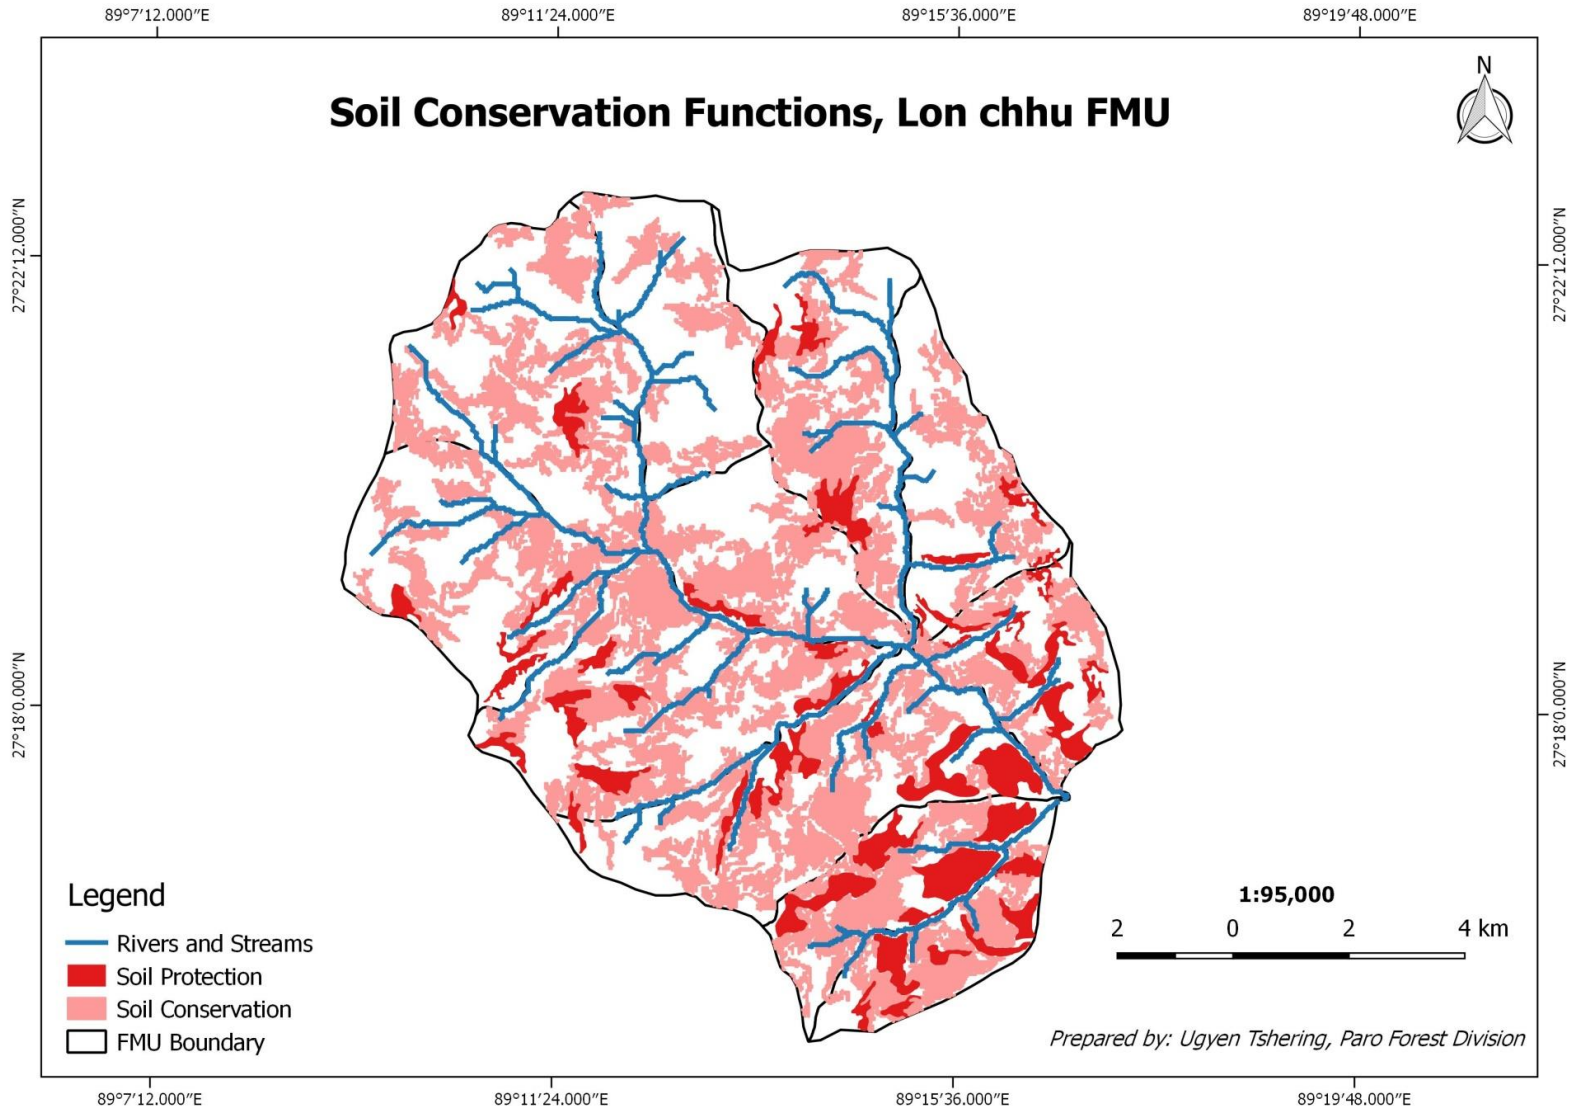 89°7′12.000″E 89°11′24.000″E 89°15′36.000″E 89°19′48.000″E
N
Soil Conservation Functions, Lon chhu FMU
27°22′12.000″N
27°22′12.000″N
27°18′0.000″N
27°18′0.000″N
Legend
Rivers and Streams
Soil Protection
Soil Conservation
FMU Boundary
1:95,000
2 0 2 4 km
Prepared by: Ugyen Tshering, Paro Forest Division
89°7′12.000″E 89°11′24.000″E 89°15′36.000″E 89°19′48.000″E